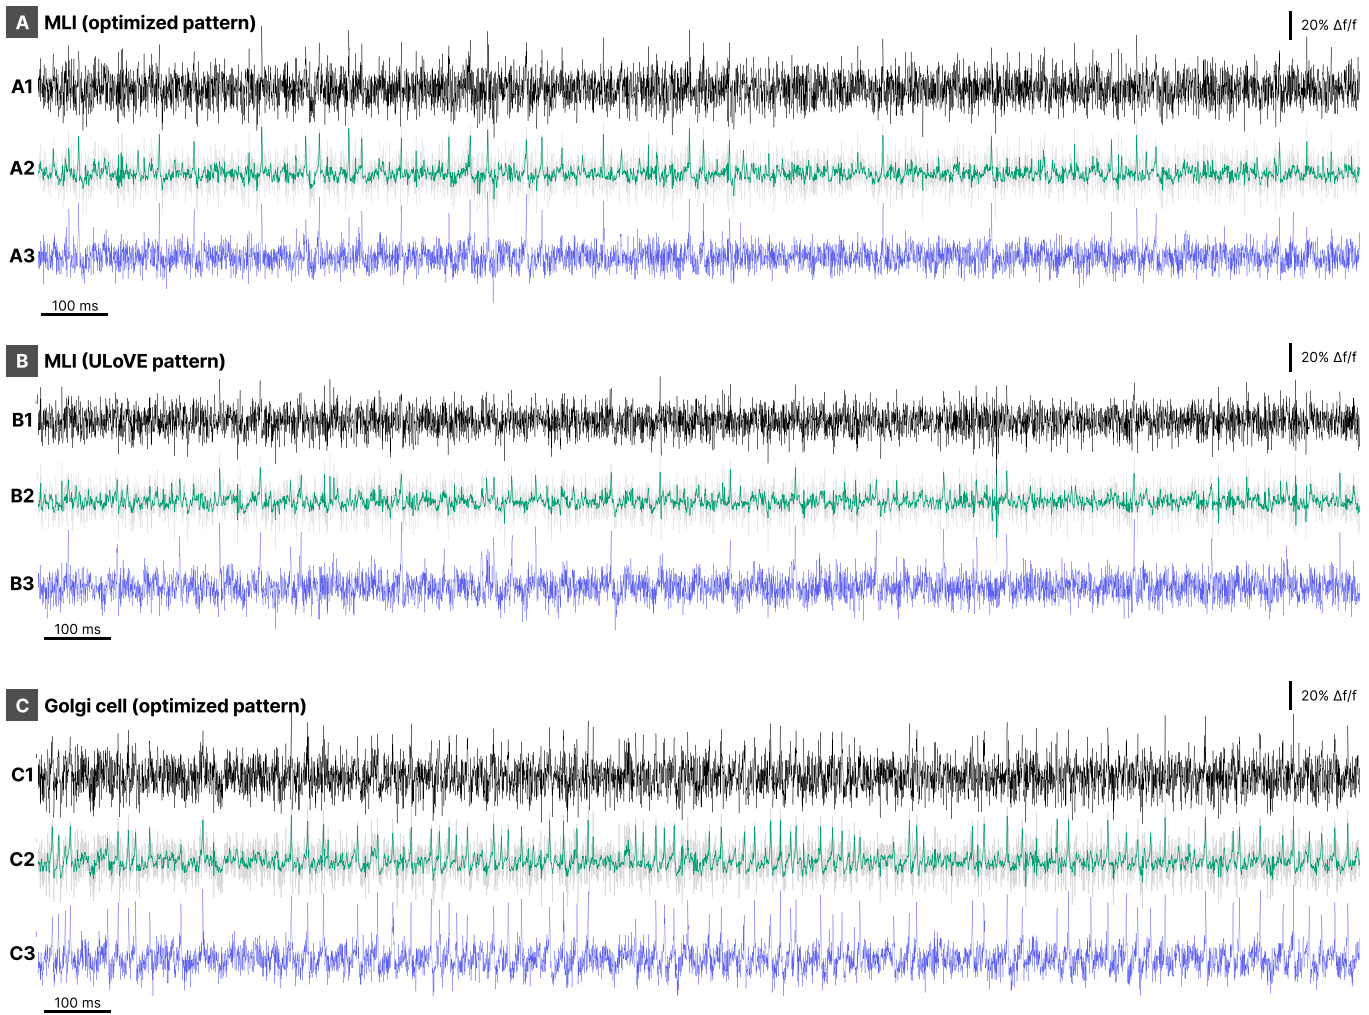 A MLI (optimized pattern)
20% Δf/f
A1
A2
A3
100 ms
B MLI (ULoVE pattern)
20% Δf/f
B1
B2
B3
100 ms
C Golgi cell (optimized pattern)
20% Δf/f
C1
C2
C3
100 ms